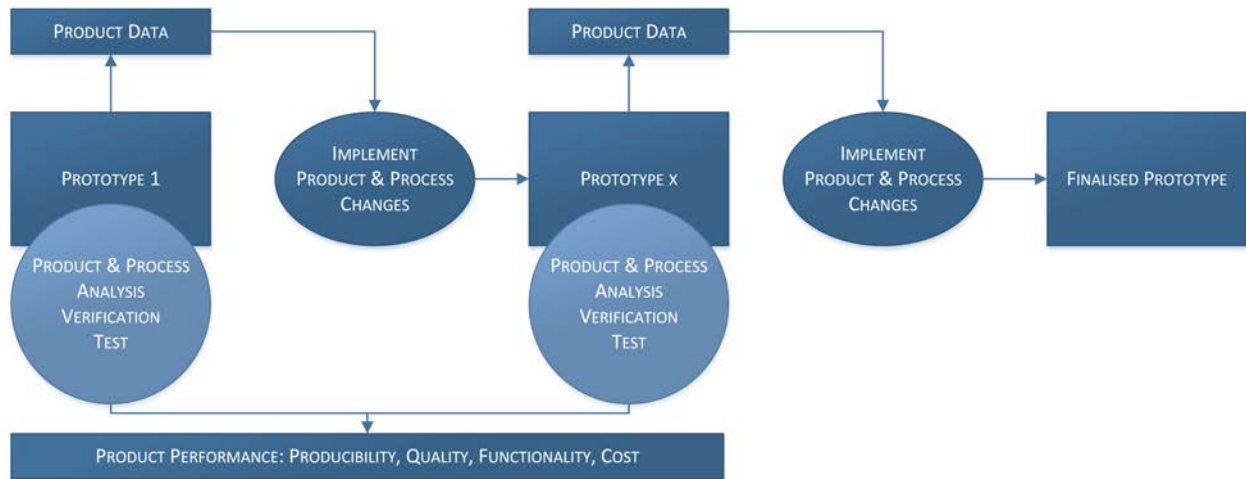 PRODUCT DATA
PRODUCT DATA
PROTOTYPE 1
IMPLEMENT
PRODUCT & PROCESS
CHANGES
PROTOTYPE X
IMPLEMENT
PRODUCT & PROCESS
CHANGES
FINALISED PROTOTYPE
PRODUCT & PROCESS
ANALYSIS
VERIFICATION
TEST
PRODUCT & PROCESS
ANALYSIS
VERIFICATION
TEST
PRODUCT PERFORMANCE: PRODUCIBILITY, QUALITY, FUNCTIONALITY, COST